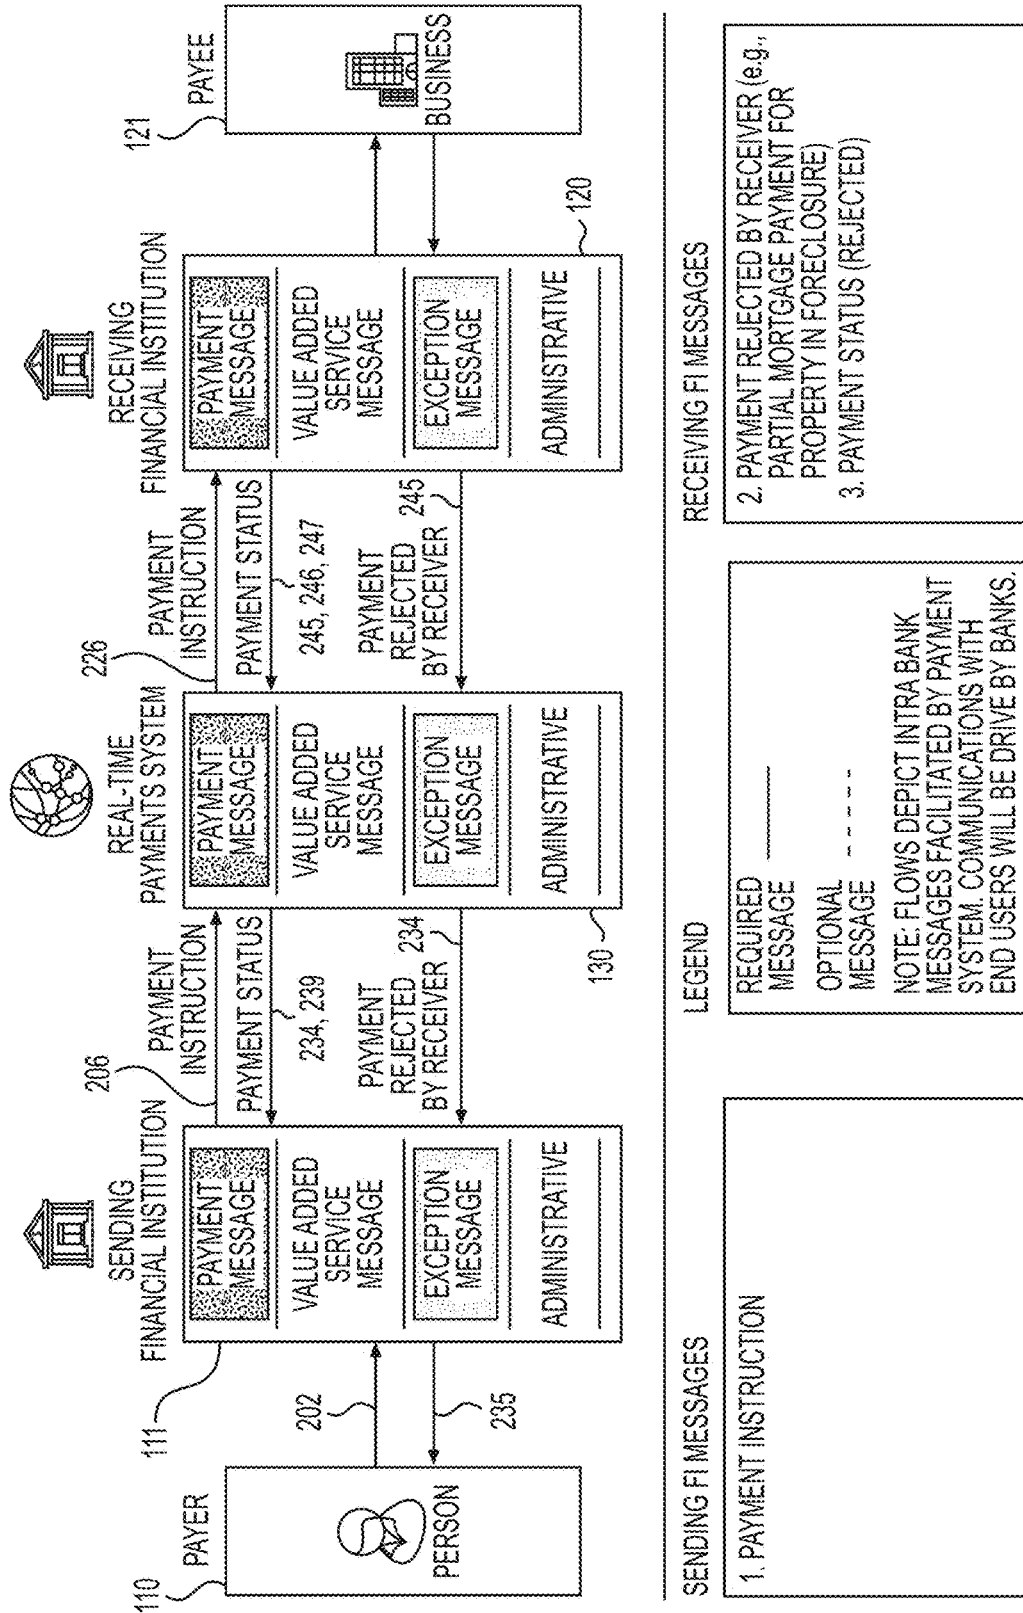 PAYER
110
PERSON
202
235
111
SENDING
FINANCIAL INSTITUTION
PAYMENT
MESSAGE
VALUE ADDED
SERVICE
MESSAGE
EXCEPTION
MESSAGE
ADMINISTRATIVE
206
PAYMENT
INSTRUCTION
PAYMENT STATUS
234, 239
PAYMENT
REJECTED
BY RECEIVER
234
REAL-TIME
PAYMENTS SYSTEM
PAYMENT
MESSAGE
VALUE ADDED
SERVICE
MESSAGE
EXCEPTION
MESSAGE
ADMINISTRATIVE
130
226
PAYMENT
INSTRUCTION
PAYMENT STATUS
245, 246, 247
PAYMENT
REJECTED
BY RECEIVER
245
RECEIVING
FINANCIAL INSTITUTION
PAYMENT
MESSAGE
VALUE ADDED
SERVICE
MESSAGE
EXCEPTION
MESSAGE
ADMINISTRATIVE
120
121
PAYEE
BUSINESS
SENDING FI MESSAGES
1. PAYMENT INSTRUCTION
LEGEND
REQUIRED
MESSAGE
OPTIONAL
MESSAGE
NOTE: FLOWS DEPICT INTRA BANK
MESSAGES FACILITATED BY PAYMENT
SYSTEM. COMMUNICATIONS WITH
END USERS WILL BE DRIVE BY BANKS.
RECEIVING FI MESSAGES
2. PAYMENT REJECTED BY RECEIVER (e.g.,
PARTIAL MORTGAGE PAYMENT FOR
PROPERTY IN FORECLOSURE)
3. PAYMENT STATUS (REJECTED)